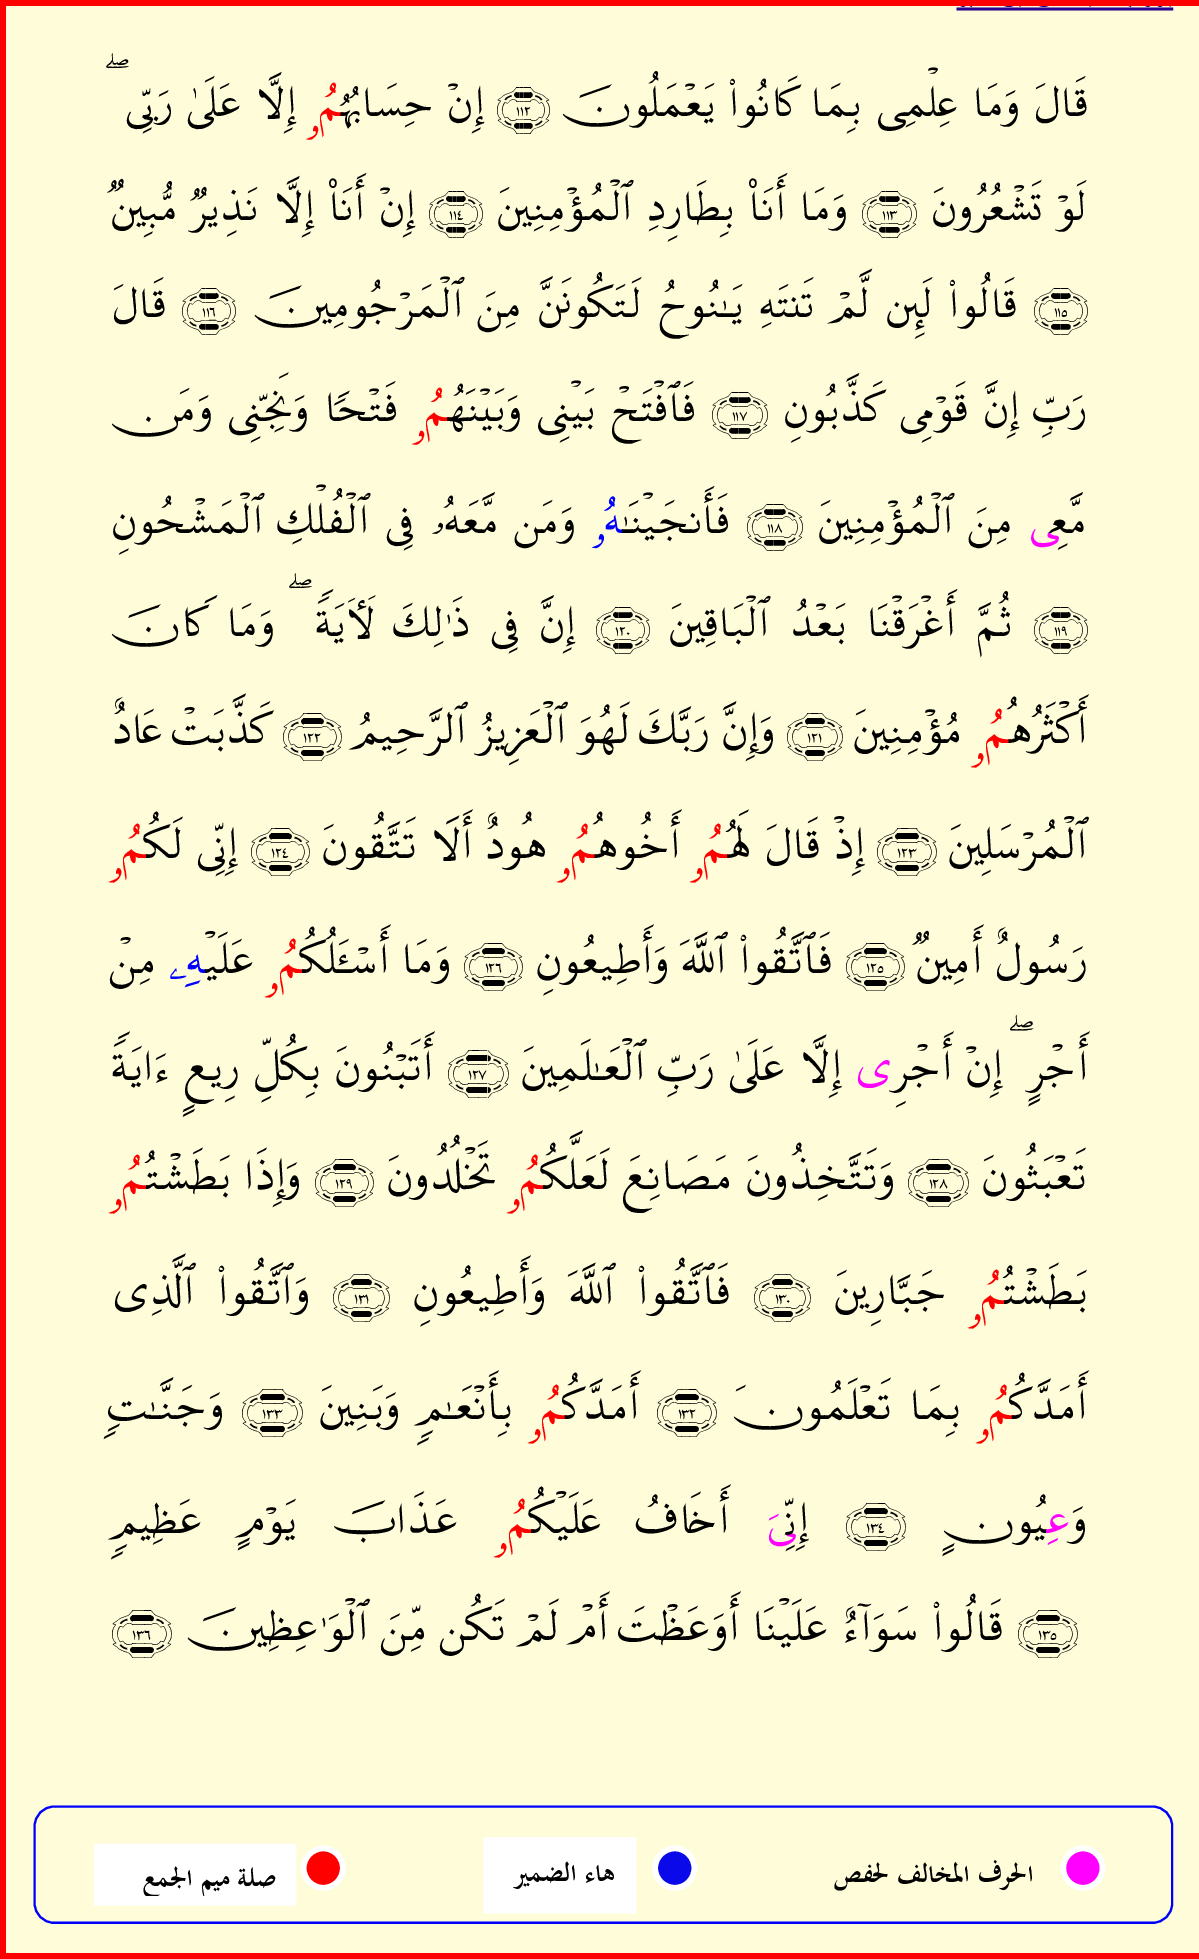 قَالَ وَمَا عِلْمِى بِمَا كَانُوا۟ يَعْمَلُونَ ١١٢ إِنْ حِسَابُهُمُۥ إِلَّا عَلَىٰ رَبِّى ۖ
لَوْ تَشْعُرُونَ ١١٣ وَمَا أَنَا۠ بِطَارِدِ ٱلْمُؤْمِنِينَ ١١٤ إِنْ أَنَا۠ إِلَّا نَذِيرٌ مُّبِينٌ
١١٥ قَالُوا۟ لَئِن لَّمْ تَنتَهِ يَـٰنُوحُ لَتَكُونَنَّ مِنَ ٱلْمَرْجُومِينَ ١١٦ قَالَ
رَبِّ إِنَّ قَوْمِى كَذَّبُونِ ١١٧ فَٱفْتَحْ بَيْنِى وَبَيْنَهُمُۥ فَتْحًا وَنَجِّنِى وَمَن
مَّعِى مِنَ ٱلْمُؤْمِنِينَ ١١٨ فَأَنجَيْنَـٰهُۥ وَمَن مَّعَهُۥ فِى ٱلْفُلْكِ ٱلْمَشْحُونِ
١١٩ ثُمَّ أَغْرَقْنَا بَعْدُ ٱلْبَاقِينَ ١٢٠ إِنَّ فِى ذَٰلِكَ لَأَيَةً ۖ وَمَا كَانَ
أَكْثَرُهُمُۥ مُؤْمِنِينَ ١٢١ وَإِنَّ رَبَّكَ لَهُوَ ٱلْعَزِيزُ ٱلرَّحِيمُ ١٢٢ كَذَّبَتْ عَادٌ
ٱلْمُرْسَلِينَ ١٢٣ إِذْ قَالَ لَهُمُۥ أَخُوهُمُۥ هُودٌ أَلَا تَتَّقُونَ ١٢٤ إِنِّى لَكُمُۥ
رَسُولٌ أَمِينٌ ١٢٥ فَٱتَّقُوا۟ ٱللَّهَ وَأَطِيعُونِ ١٢٦ وَمَا أَسْـَٔلُكُمُۥ عَلَيْهِۦ مِنْ
أَجْرٍ ۖ إِنْ أَجْرِى إِلَّا عَلَىٰ رَبِّ ٱلْعَـٰلَمِينَ ١٢٧ أَتَبْنُونَ بِكُلِّ رِيعٍ ءَايَةً
تَعْبَثُونَ ١٢٨ وَتَتَّخِذُونَ مَصَانِعَ لَعَلَّكُمُۥ تَخْلُدُونَ ١٢٩ وَإِذَا بَطَشْتُمُۥ
بَطَشْتُمُۥ جَبَّارِينَ ١٣٠ فَٱتَّقُوا۟ ٱللَّهَ وَأَطِيعُونِ ١٣١ وَٱتَّقُوا۟ ٱلَّذِى
أَمَدَّكُمُۥ بِمَا تَعْلَمُونَ ١٣٢ أَمَدَّكُمُۥ بِأَنْعَـٰمٍ وَبَنِينَ ١٣٣ وَجَنَّـٰتٍ
وَعِيُونٍ ١٣٤ إِنِّىَ أَخَافُ عَلَيْكُمُۥ عَذَابَ يَوْمٍ عَظِيمٍ
١٣٥ قَالُوا۟ سَوَآءٌ عَلَيْنَا أَوَعَظْتَ أَمْ لَمْ تَكُن مِّنَ ٱلْوَٰعِظِينَ ١٣٦
الحرف المخالف لحفص هاء الضمير صلة ميم الجمع